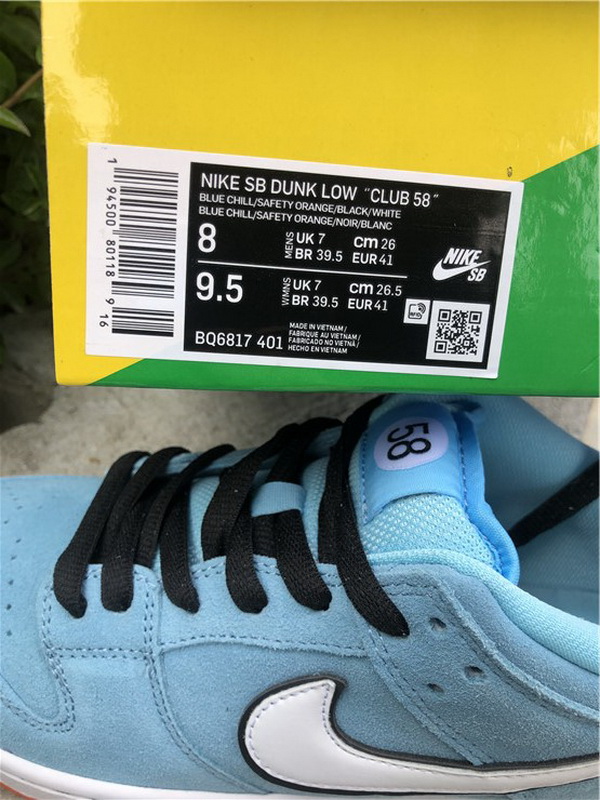 NIKE SB DUNK LOW "CLUB 58"
BLUE CHILL/SAFETY ORANGE/BLACK/WHITE
BLUE CHILL/SAFETY ORANGE/NOIR/BLANC
8 MENS UK 7 cm 26
BR 39.5 EUR 41
9.5 WMNS UK 7 cm 26.5
BR 39.5 EUR 41
NIKE
SB
RFID
BQ6817 401
MADE IN VIETNAM /
FABRIQUE AU VIETNAM /
FABRICADO NO VIETNÃ /
HECHO EN VIETNAM
1 94500 80118 9 16
58